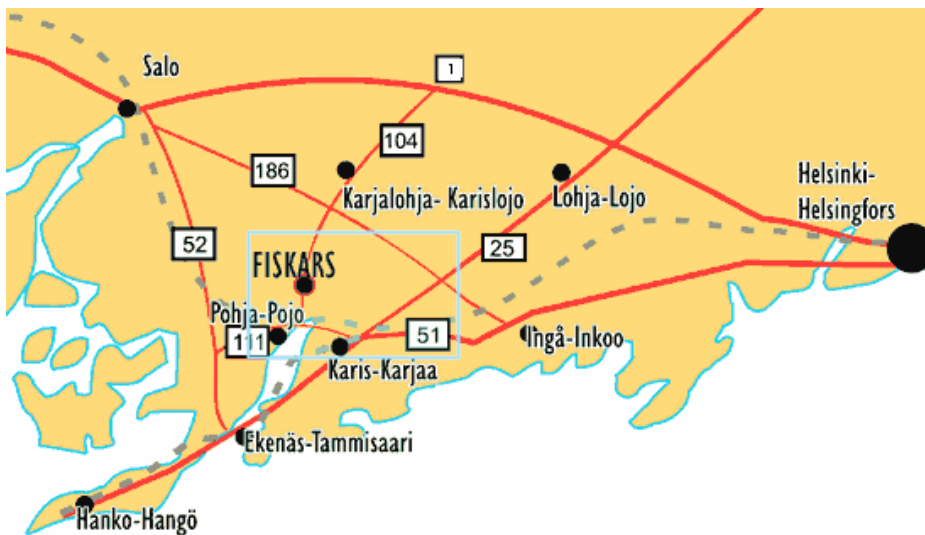 Salo
1
104
186
Karjalohja- Karislojo
Lohja-Lojo
Helsinki-
Helsingfors
52
25
FISKARS
Pohja-Pojo
111
51
Ingå-Inkoo
Karis-Karjaa
Ekenäs-Tammisaari
Hanko-Hangö